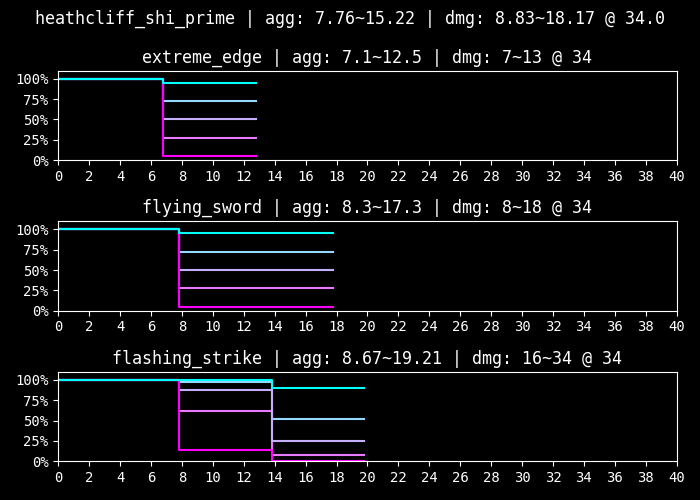 heathcliff_shi_prime | agg: 7.76~15.22 | dmg: 8.83~18.17 @ 34.0
extreme_edge | agg: 7.1~12.5 | dmg: 7~13 @ 34
100%
75%
50%
25%
0%
0 2 4 6 8 10 12 14 16 18 20 22 24 26 28 30 32 34 36 38 40
flying_sword | agg: 8.3~17.3 | dmg: 8~18 @ 34
100%
75%
50%
25%
0%
0 2 4 6 8 10 12 14 16 18 20 22 24 26 28 30 32 34 36 38 40
flashing_strike | agg: 8.67~19.21 | dmg: 16~34 @ 34
100%
75%
50%
25%
0%
0 2 4 6 8 10 12 14 16 18 20 22 24 26 28 30 32 34 36 38 40